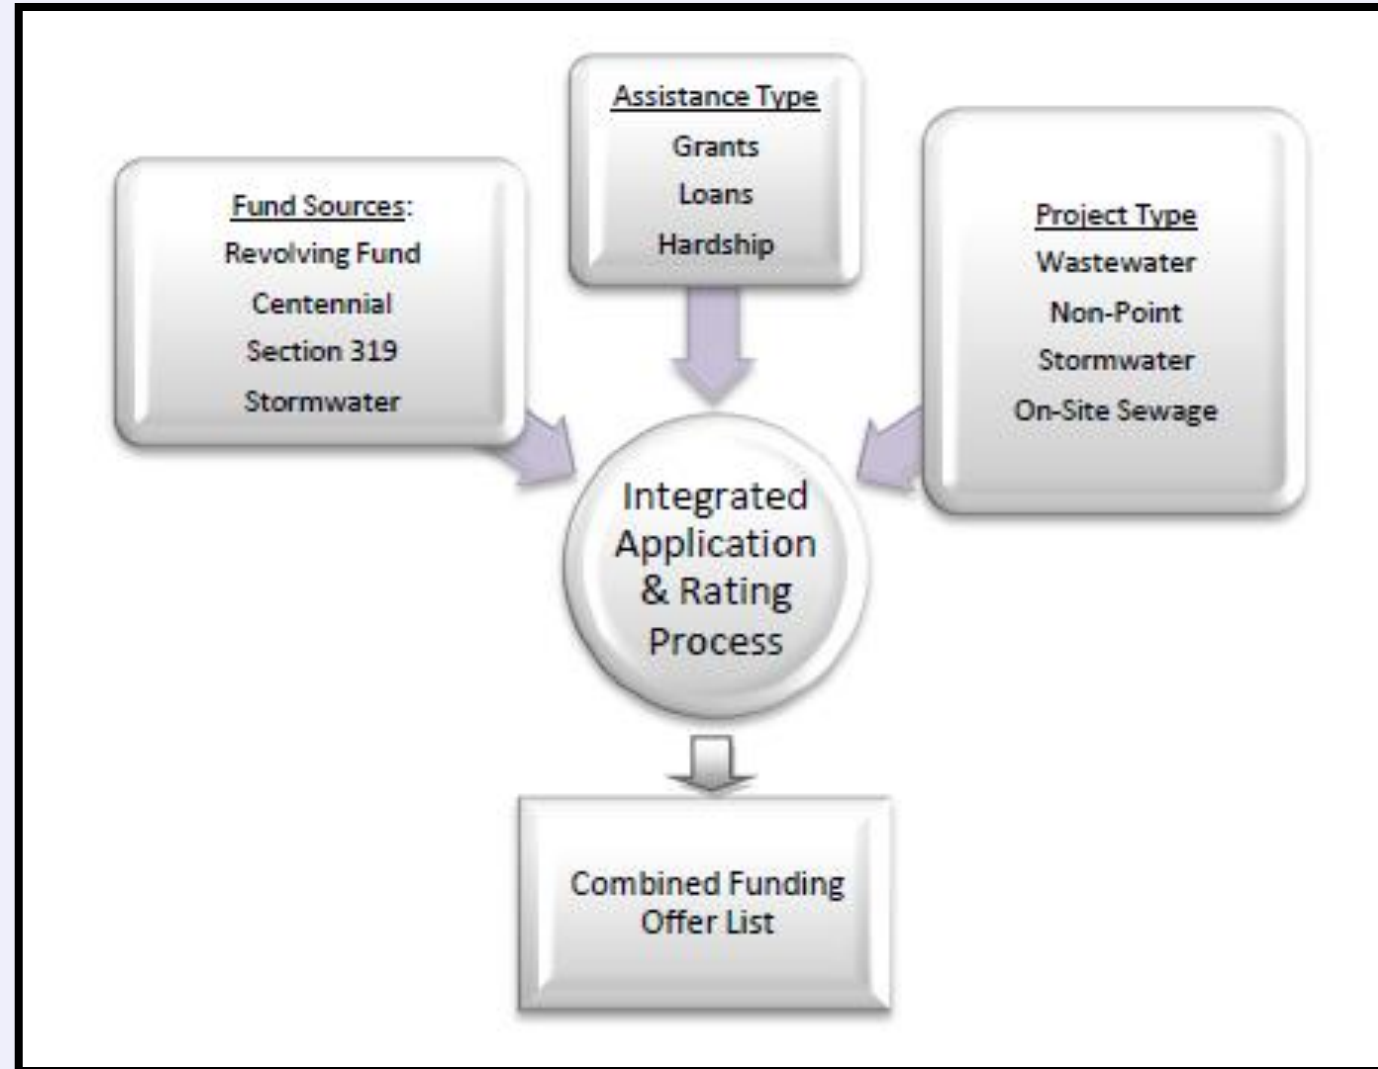 Assistance Type
Grants
Loans
Hardship
Fund Sources:
Revolving Fund
Centennial
Section 319
Stormwater
Project Type
Wastewater
Non-Point
Stormwater
On-Site Sewage
Integrated
Application
& Rating
Process
Combined Funding
Offer List